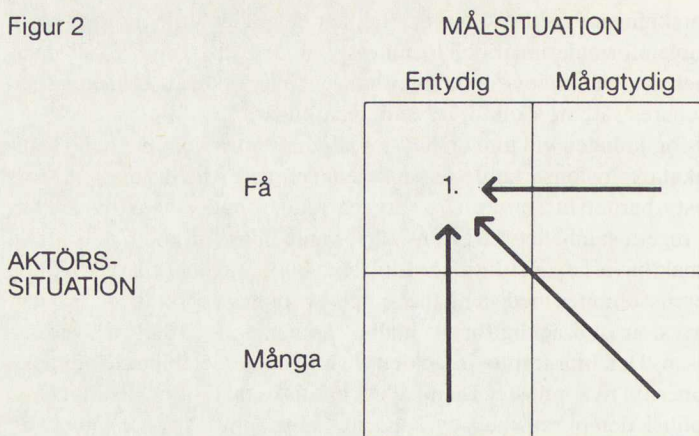 Figur 2
MÅLSITUATION
Entydig Mångtydig
Få 1.
AKTÖRS-
SITUATION
Många